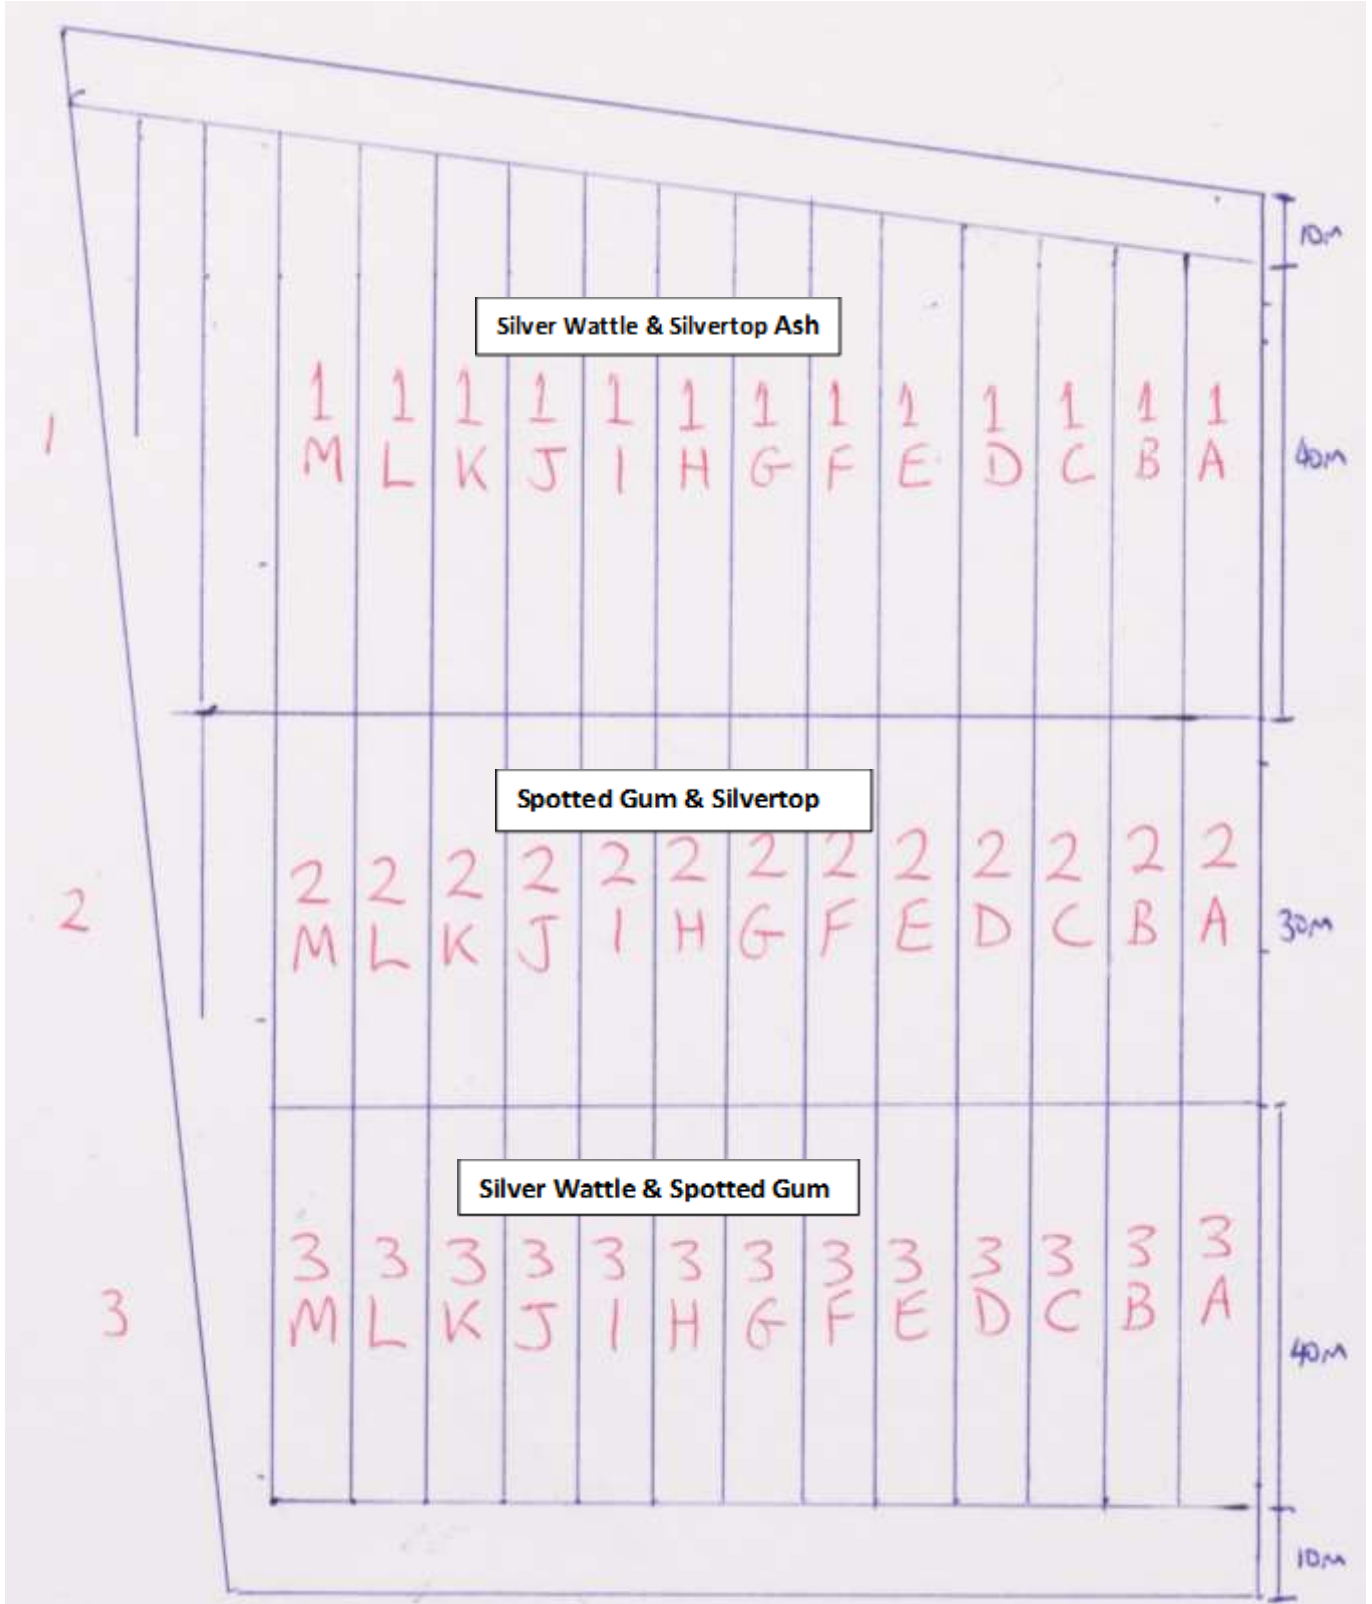 10M
Silver Wattle & Silvertop Ash
1 1 1 1 1 1 1 1 1 1 1 1 1
1
M L K J I H G F E D C B A
40M
Spotted Gum & Silvertop
2 2 2 2 2 2 2 2 2 2 2 2 2
2
M L K J I H G F E D C B A
30M
Silver Wattle & Spotted Gum
3 3 3 3 3 3 3 3 3 3 3 3 3
3
M L K J I H G F E D C B A
40M
10M